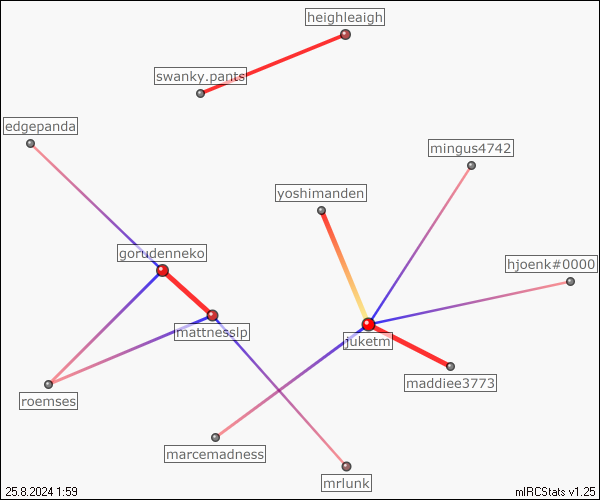 heighleaigh
swanky.pants
edgepanda
mingus4742
yoshimanden
gorudenneko
hjoenk#0000
mattnesslp
juketm
maddiee3773
roemses
marcemadness
mrlunk
25.8.2024 1:59
mIRCStats v1.25